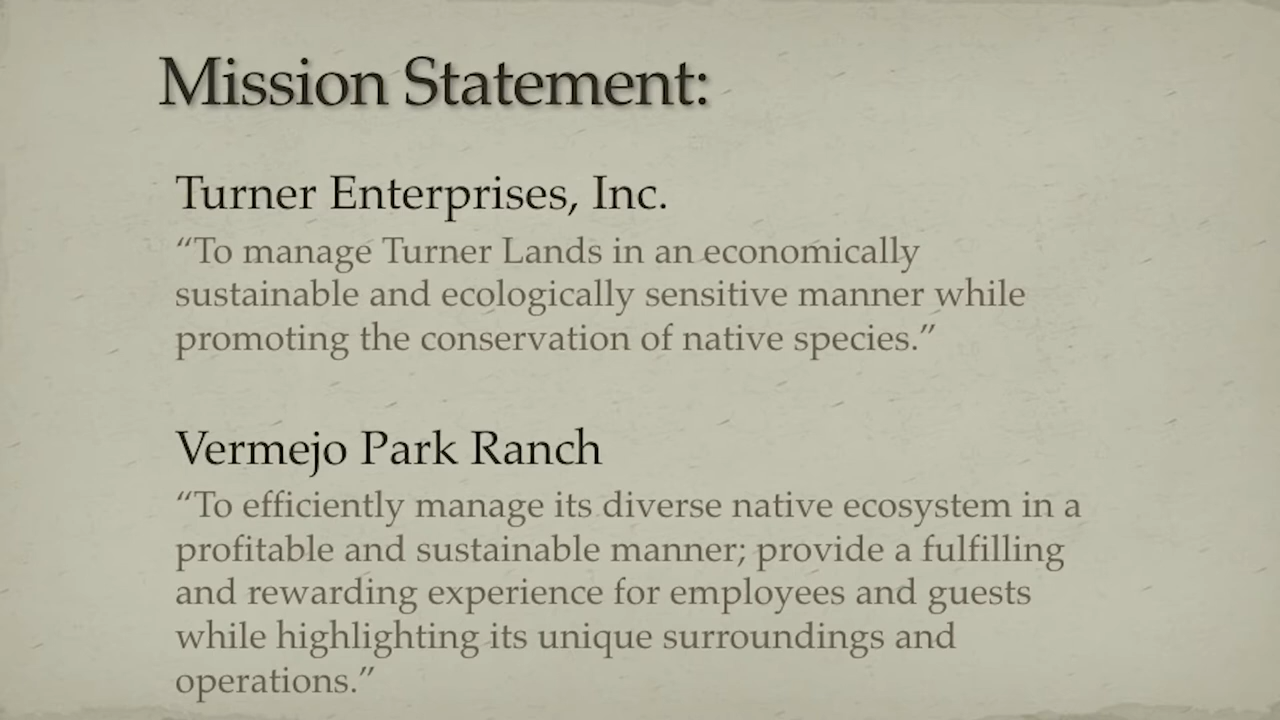 Mission Statement:
Turner Enterprises, Inc.
“To manage Turner Lands in an economically
sustainable and ecologically sensitive manner while
promoting the conservation of native species.”
Vermejo Park Ranch
“To efficiently manage its diverse native ecosystem in a
profitable and sustainable manner; provide a fulfilling
and rewarding experience for employees and guests
while highlighting its unique surroundings and
operations.”